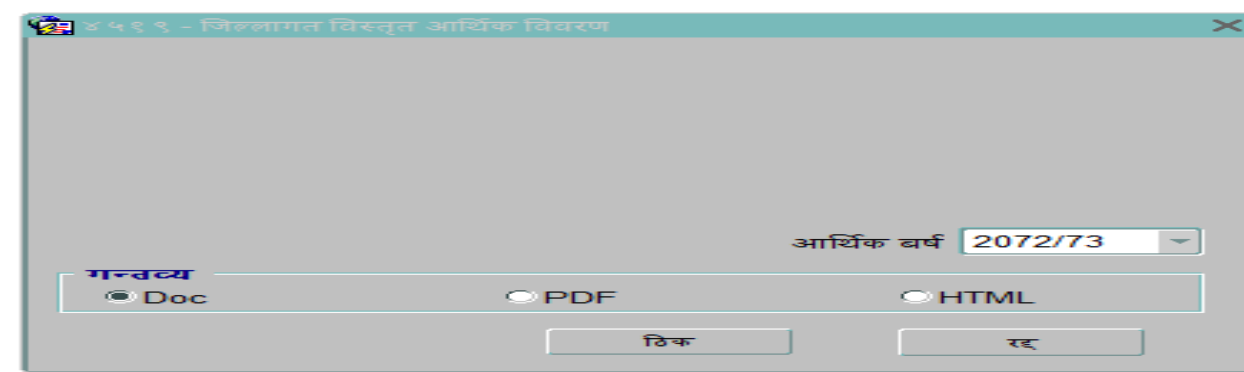 ४५९९ - जिल्लागत विस्तृत आर्थिक विवरण
आर्थिक बर्ष 2072/73
गन्तव्य
Doc PDF HTML
ठिक रद्द